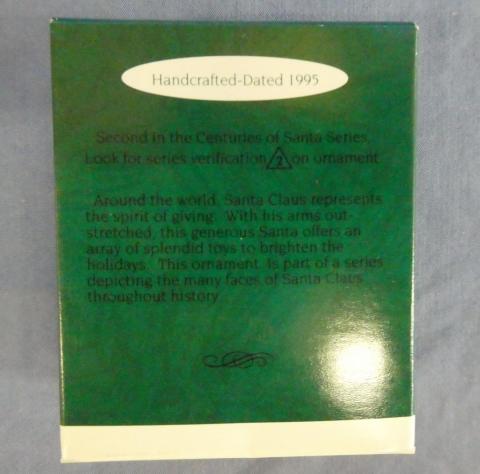 Handcrafted-Dated 1995
Second in the Centuries of Santa Series.
Look for series verification 2 on ornament.
Around the world, Santa Claus represents
the spirit of giving. With his arms out-
stretched, this generous Santa offers an
array of splendid toys to brighten the
holidays. This ornament is part of a series
depicting the many faces of Santa Claus
throughout history.